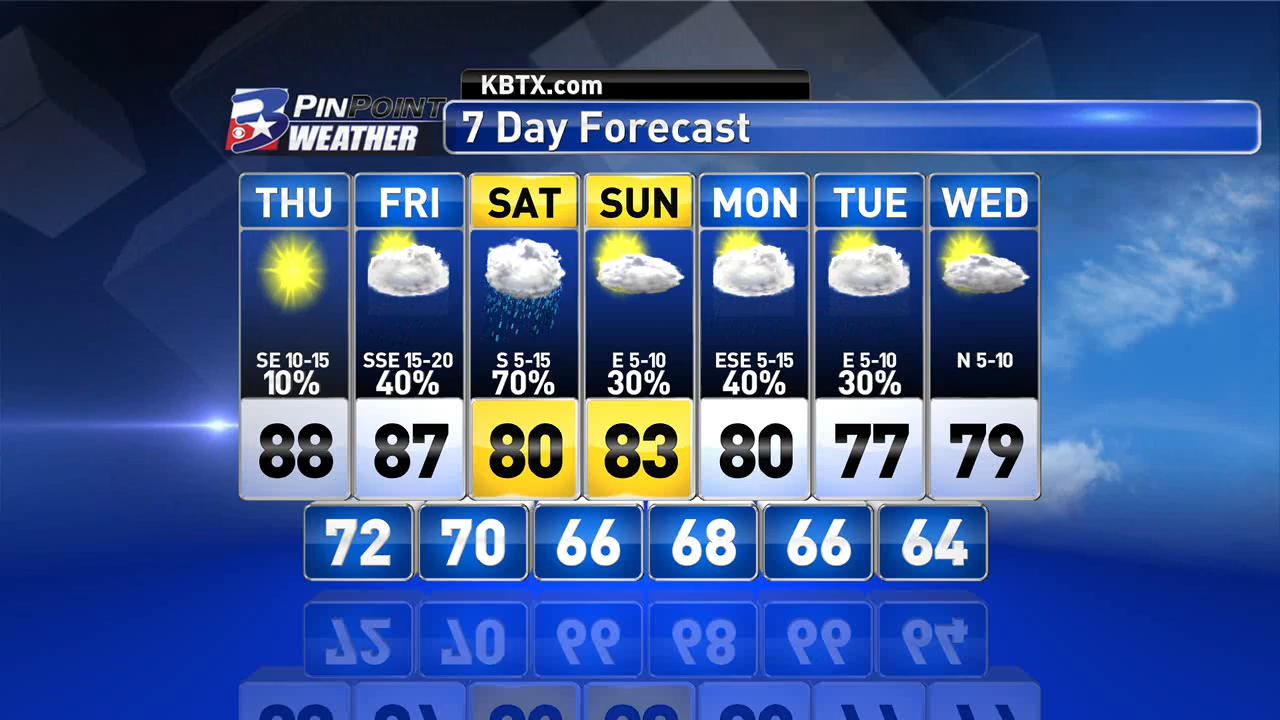 KBTX.com
3 PINPOINT
WEATHER
7 Day Forecast
THU FRI SAT SUN MON TUE WED
SE 10-15 SSE 15-20 S 5-15 E 5-10 ESE 5-15 E 5-10 N 5-10
10% 40% 70% 30% 40% 30%
88 87 80 83 80 77 79
72 70 66 68 66 64